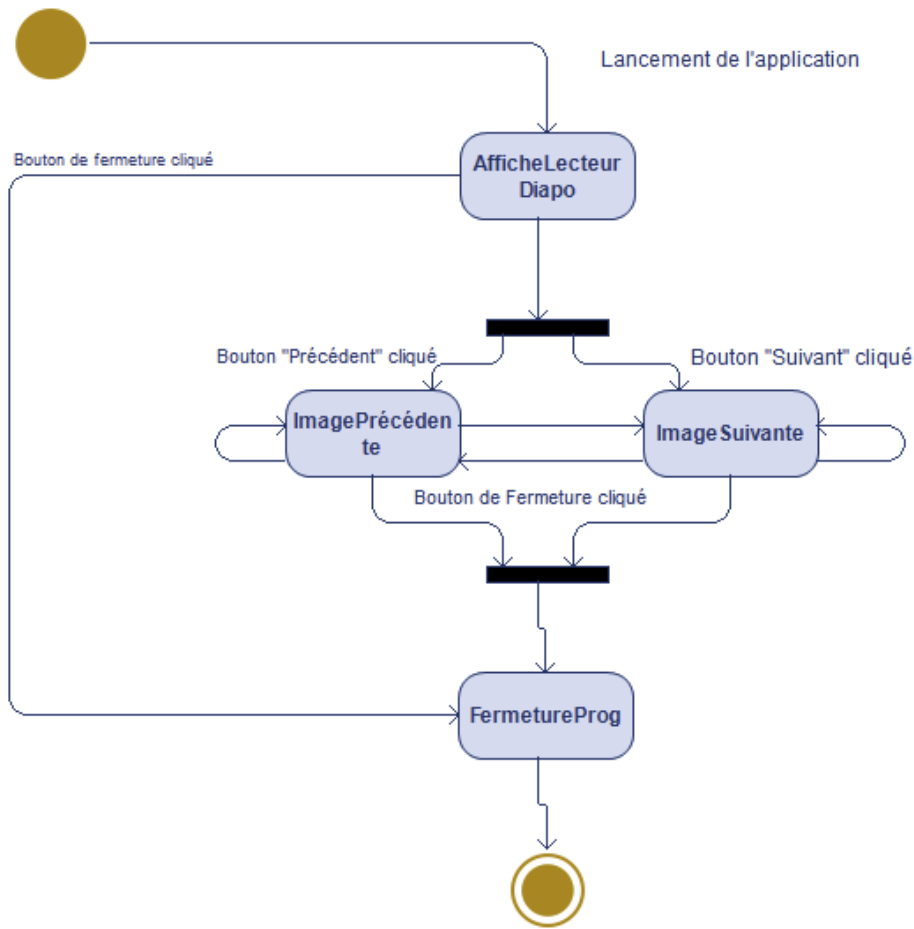 Lancement de l'application
Bouton de fermeture cliqué
AfficheLecteur
Diapo
Bouton "Précédent" cliqué
Bouton "Suivant" cliqué
ImagePrécéden
te
ImageSuivante
Bouton de Fermeture cliqué
FermetureProg